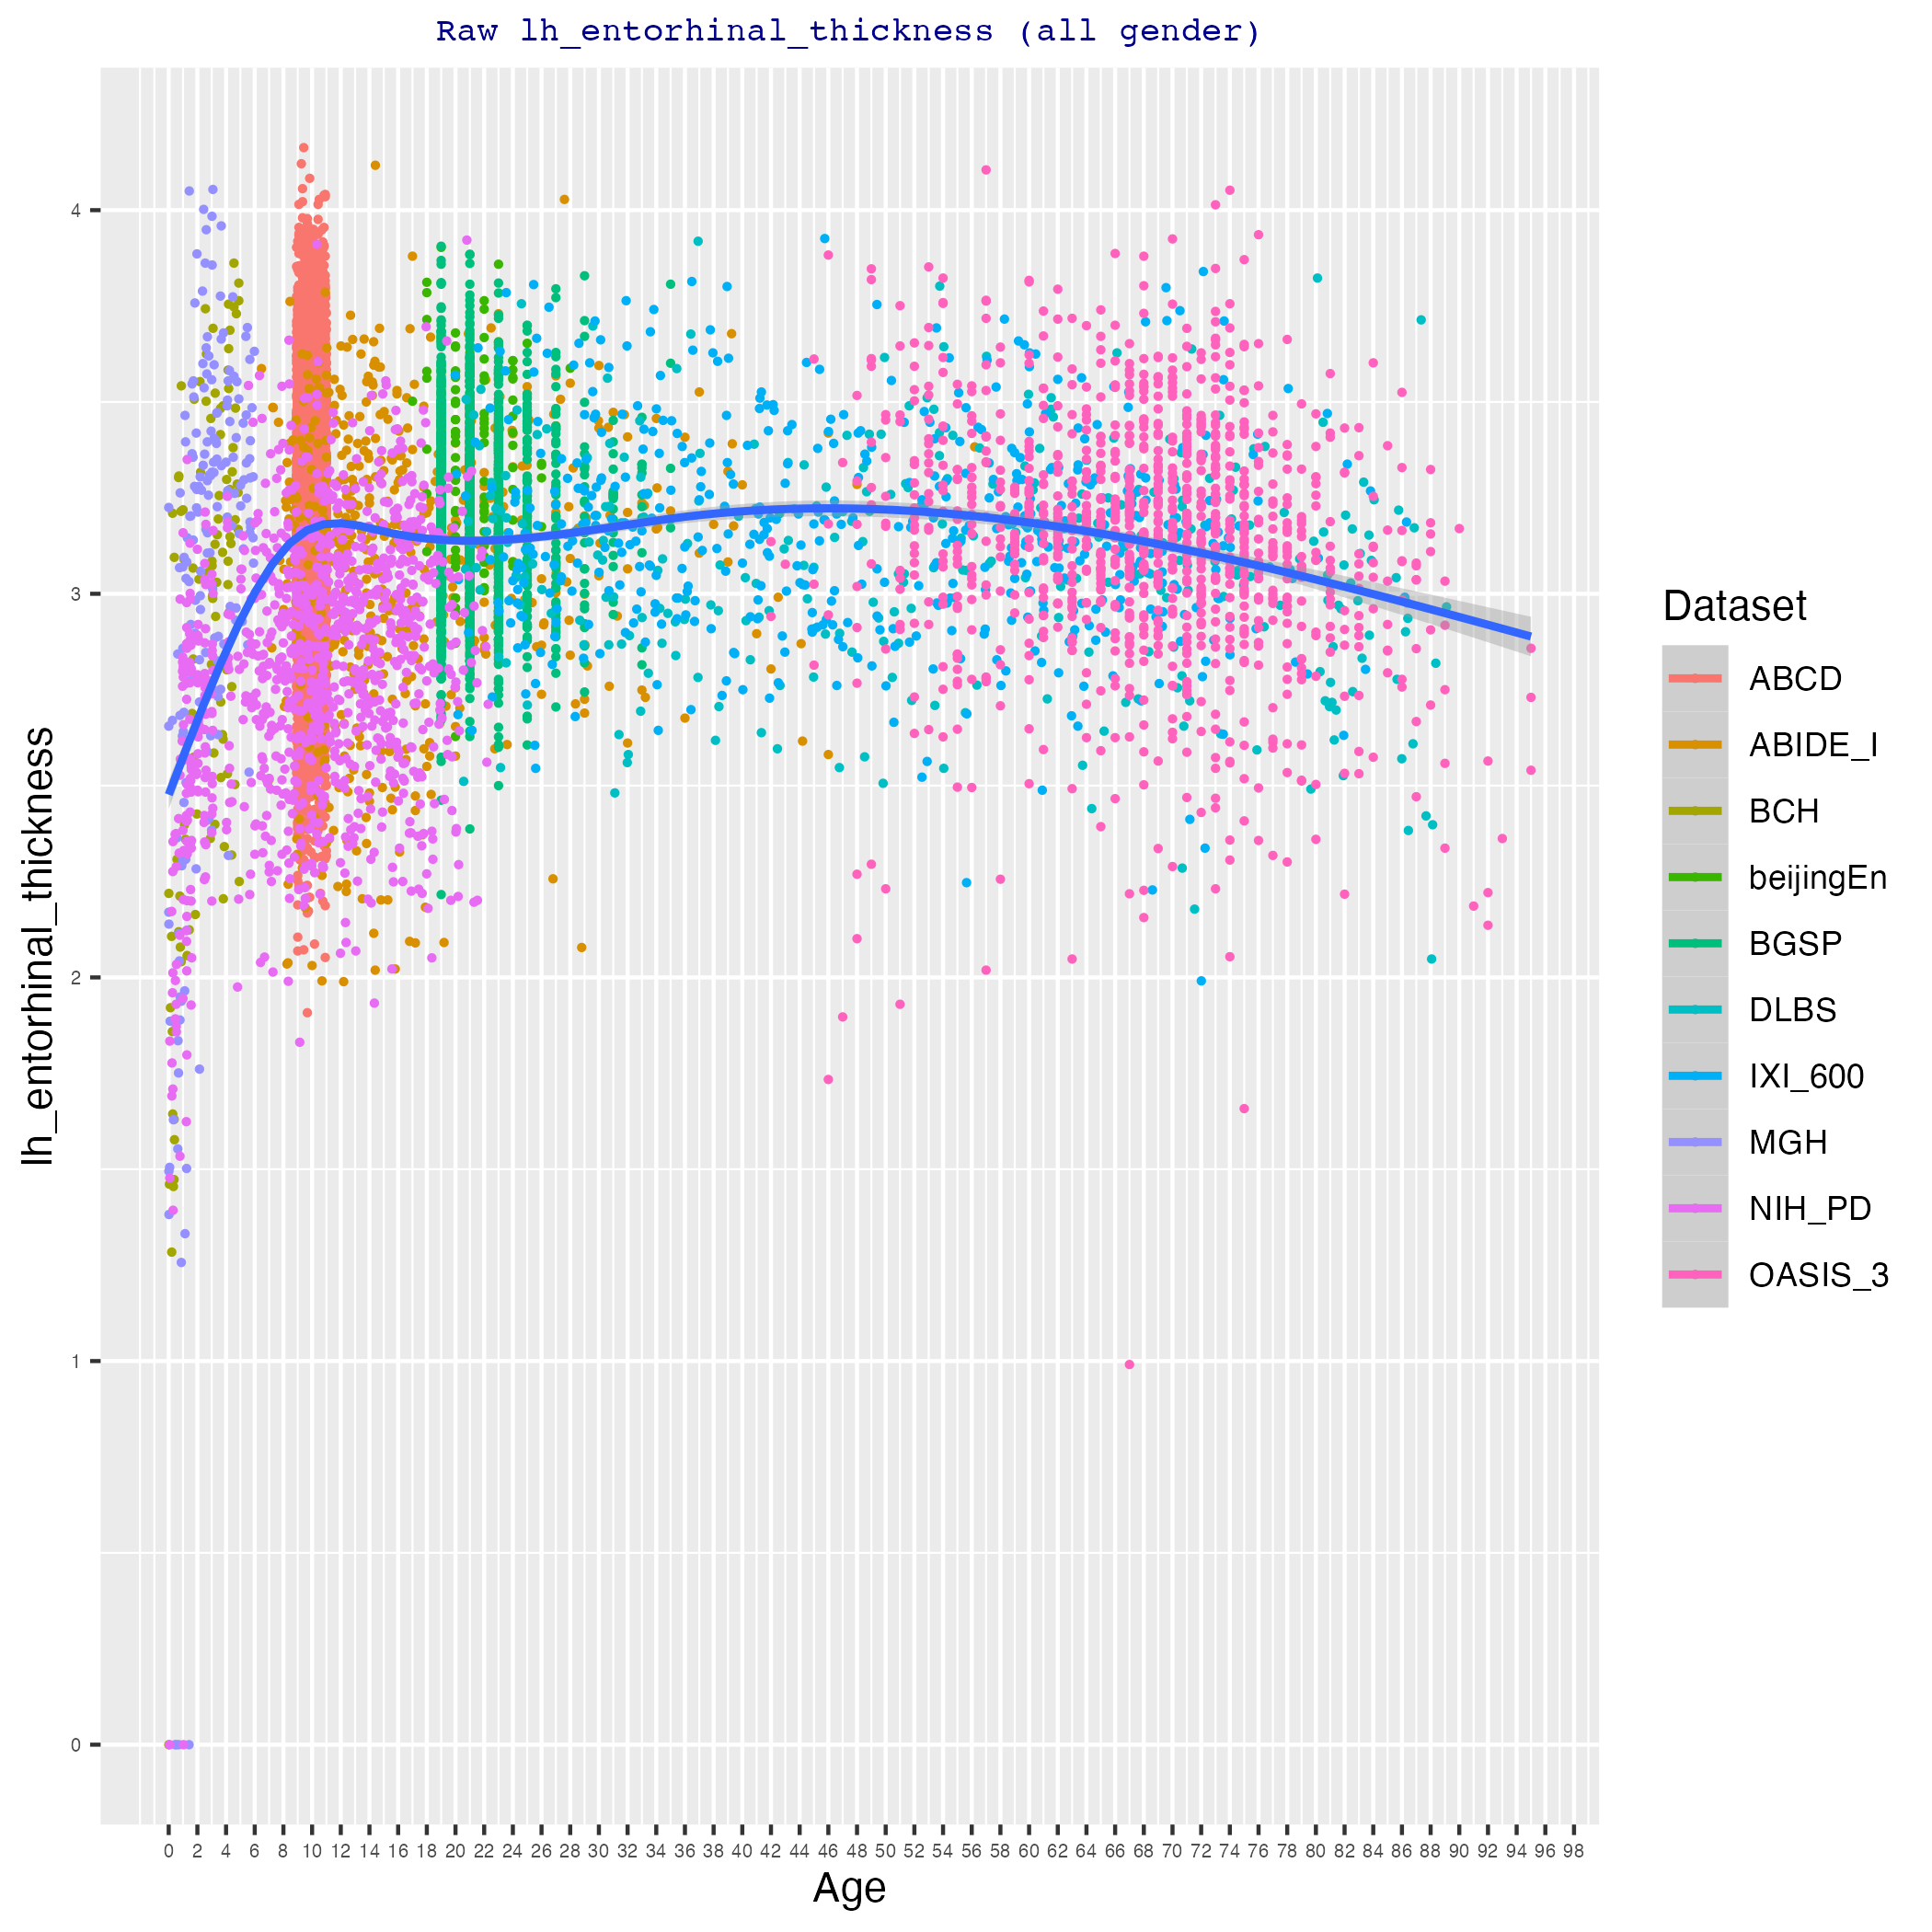 Raw lh_entorhinal_thickness (all gender)
lh_entorhinal_thickness
4
3
2
1
0
0 2 4 6 8 10 12 14 16 18 20 22 24 26 28 30 32 34 36 38 40 42 44 46 48 50 52 54 56 58 60 62 64 66 68 70 72 74 76 78 80 82 84 86 88 90 92 94 96 98
Age
Dataset
ABCD
ABIDE_I
BCH
beijingEn
BGSP
DLBS
IXI_600
MGH
NIH_PD
OASIS_3